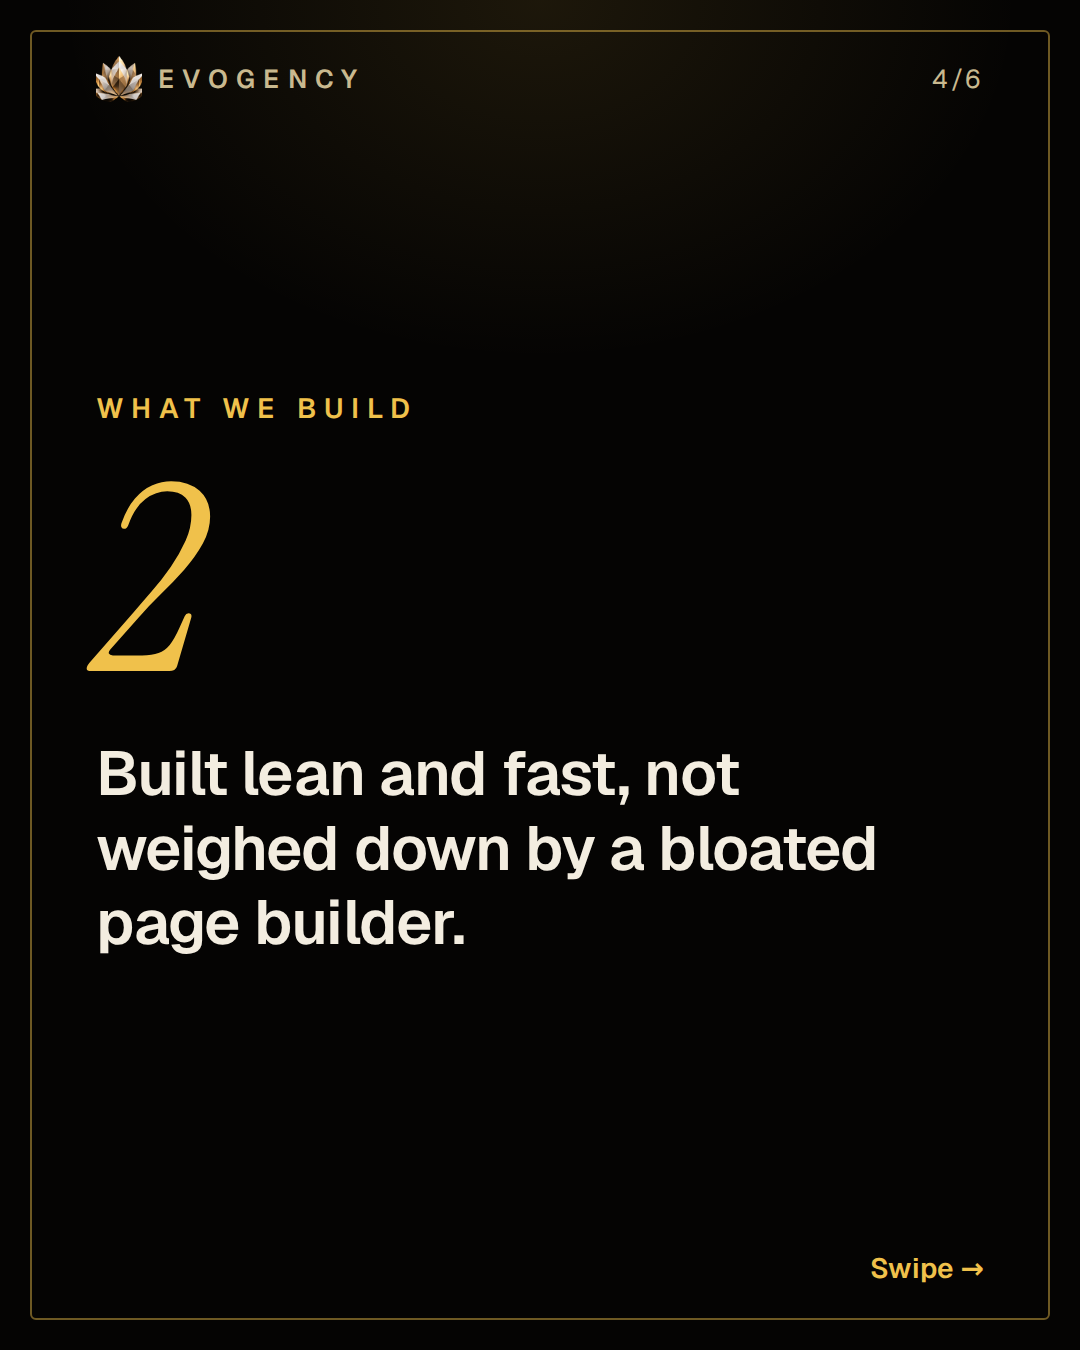 EVOGENCY
4/6
WHAT WE BUILD
2
Built lean and fast, not
weighed down by a bloated
page builder.
Swipe →